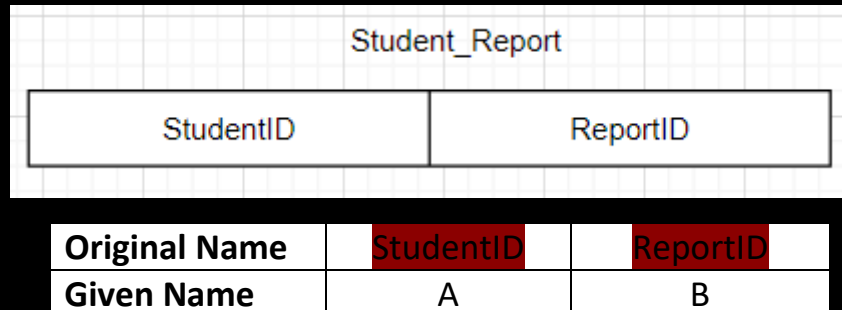 Student_Report
StudentID ReportID
Original Name StudentID ReportID
Given Name A B